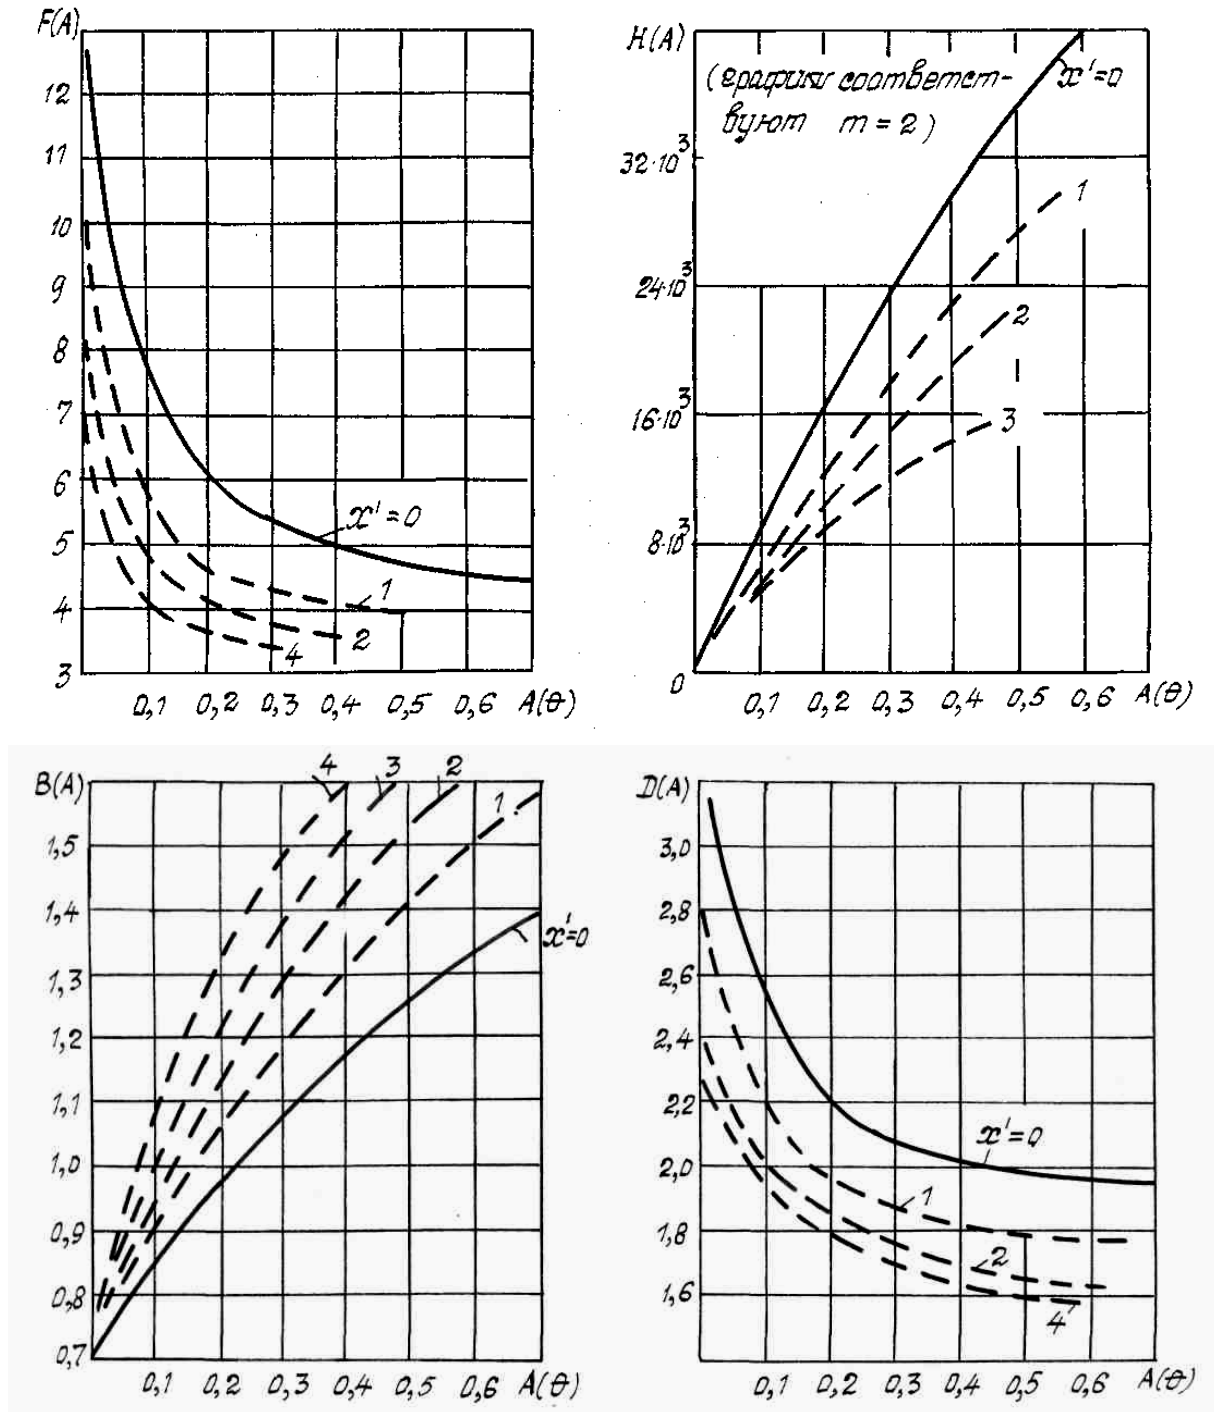 F(A)
12
11
10
9
8
7
6
5
4
3
x'=0
1
2
4
0,1 0,2 0,3 0,4 0,5 0,6 A(θ)
H(A)
(графики соответст-
вуют m = 2)
x'=0
32·10³
24·10³
16·10³
8·10³
0
1
2
3
0,1 0,2 0,3 0,4 0,5 0,6 A(θ)
B(A)
4 3 2
1
1,5
1,4
1,3
1,2
1,1
1,0
0,9
0,8
0,7
x'=0
0,1 0,2 0,3 0,4 0,5 0,6 A(θ)
D(A)
3,0
2,8
2,6
2,4
2,2
2,0
1,8
1,6
x'=0
1
2
4
0,1 0,2 0,3 0,4 0,5 0,6 A(θ)